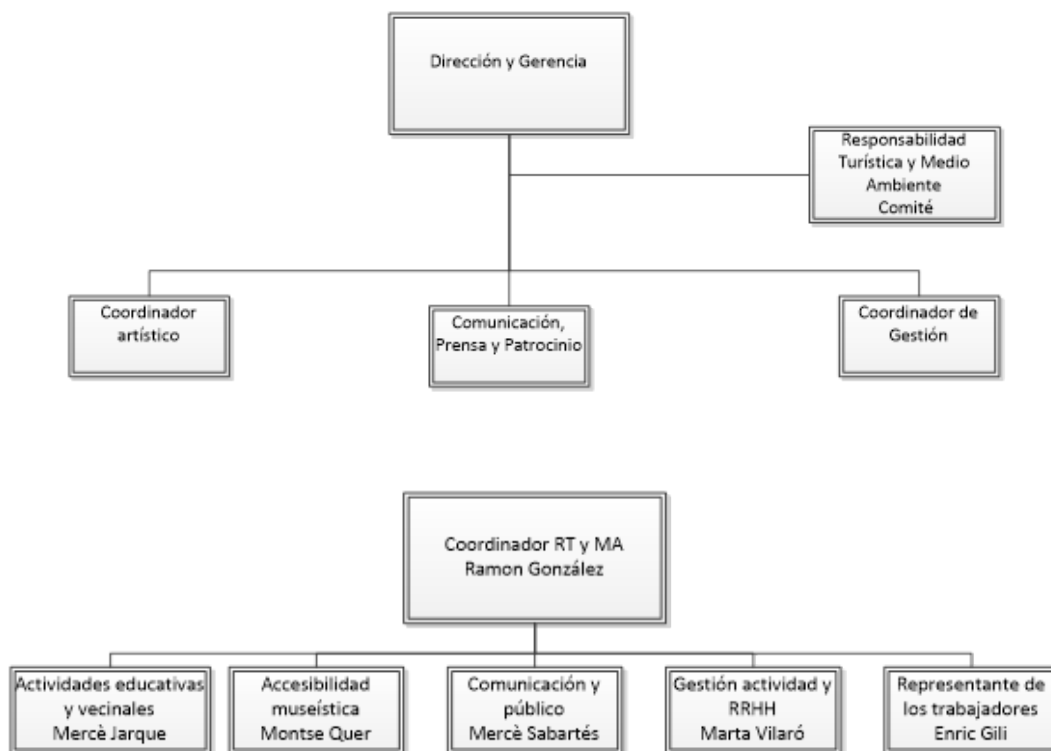 Dirección y Gerencia
Responsabilidad
Turística y Medio
Ambiente
Comité
Coordinador
artístico
Comunicación,
Prensa y Patrocinio
Coordinador de
Gestión
Coordinador RT y MA
Ramon González
Actividades educativas
y vecinales
Mercè Jarque
Accesibilidad
museística
Montse Quer
Comunicación y
público
Mercè Sabartés
Gestión actividad y
RRHH
Marta Vilaró
Representante de
los trabajadores
Enric Gili